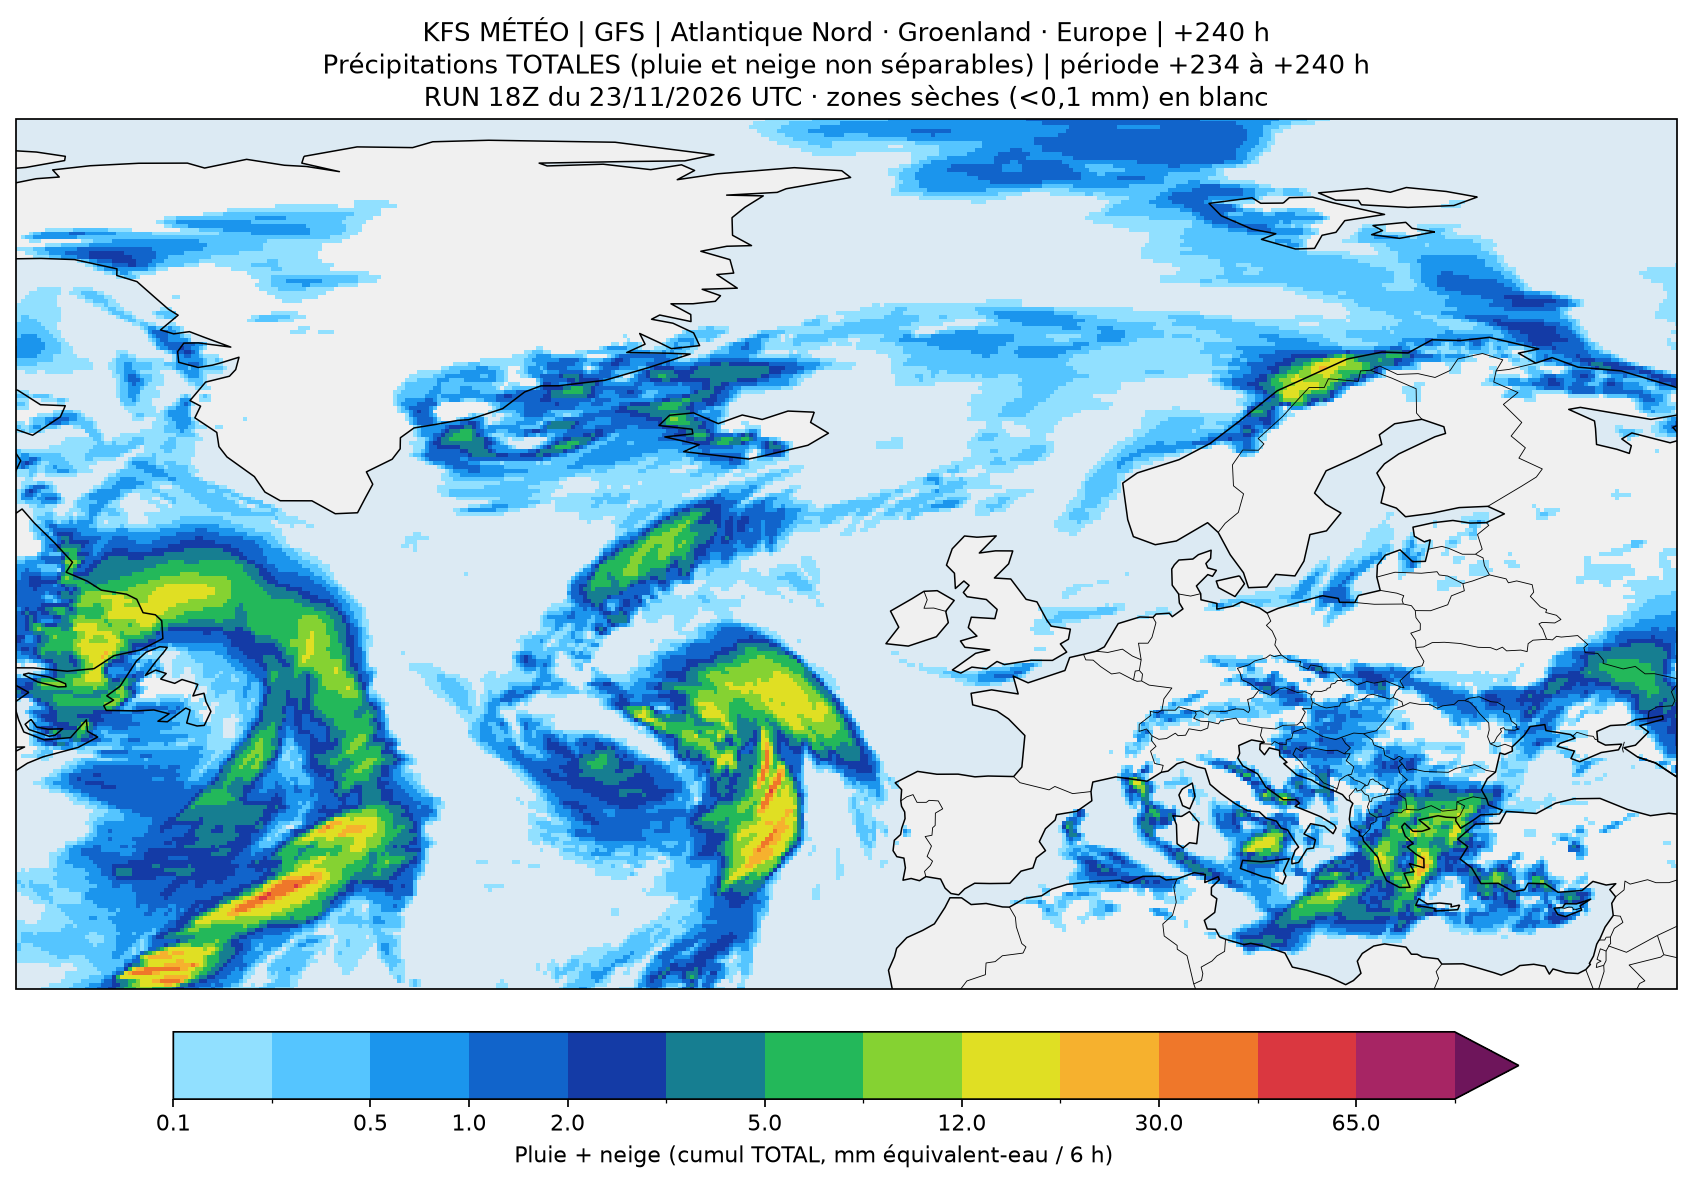 KFS MÉTÉO | GFS | Atlantique Nord · Groenland · Europe | +240 h
Précipitations TOTALES (pluie et neige non séparables) | période +234 à +240 h
RUN 18Z du 23/11/2026 UTC · zones sèches (<0,1 mm) en blanc
0.1 0.5 1.0 2.0 5.0 12.0 30.0 65.0
Pluie + neige (cumul TOTAL, mm équivalent-eau / 6 h)